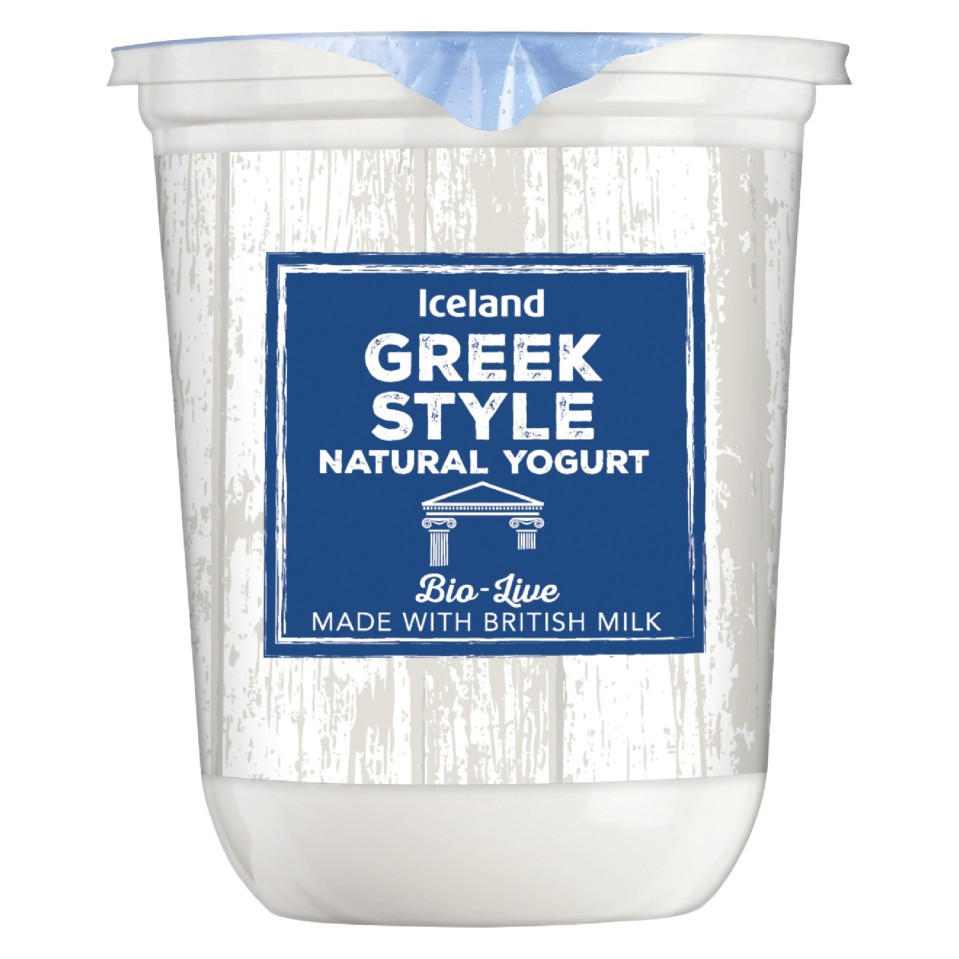 Iceland
GREEK
STYLE
NATURAL YOGURT
Bio-Live
MADE WITH BRITISH MILK